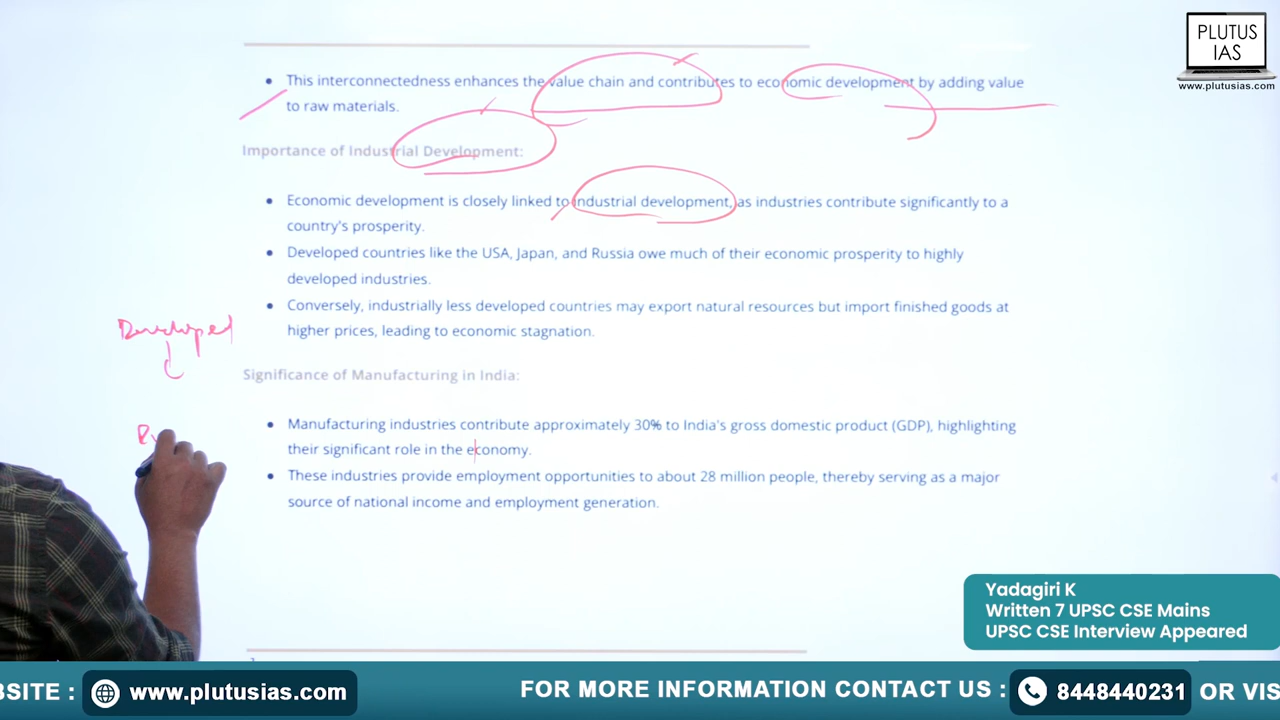 PLUTUS
IAS
www.plutusias.com
• This interconnectedness enhances the value chain and contributes to economic development by adding value
to raw materials.
Importance of Industrial Development:
• Economic development is closely linked to industrial development, as industries contribute significantly to a
country's prosperity.
• Developed countries like the USA, Japan, and Russia owe much of their economic prosperity to highly
developed industries.
• Conversely, industrially less developed countries may export natural resources but import finished goods at
higher prices, leading to economic stagnation.
Developed
Significance of Manufacturing in India:
• Manufacturing industries contribute approximately 30% to India's gross domestic product (GDP), highlighting
their significant role in the economy.
• These industries provide employment opportunities to about 28 million people, thereby serving as a major
source of national income and employment generation.
Yadagiri K
Written 7 UPSC CSE Mains
UPSC CSE Interview Appeared
BSITE : www.plutusias.com FOR MORE INFORMATION CONTACT US : 8448440231 OR VIS